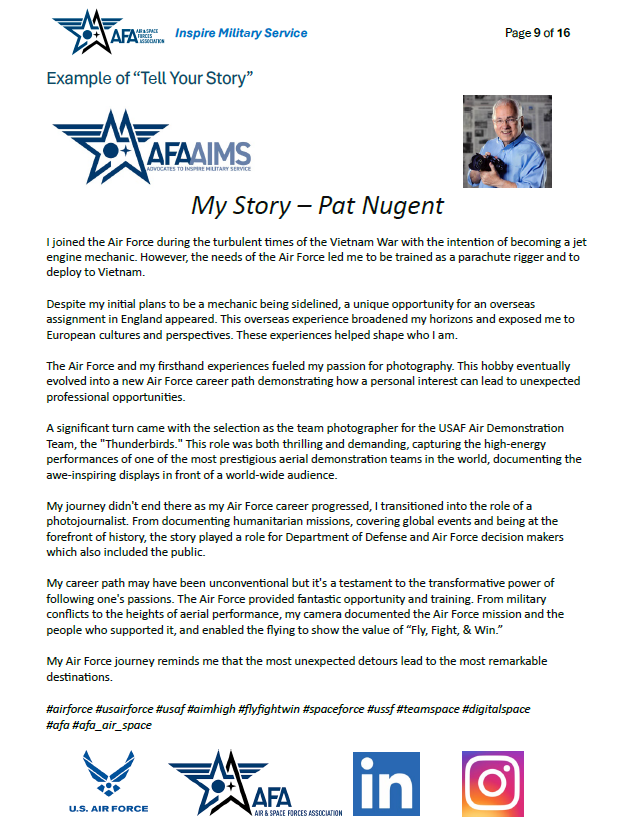 AFA AIR & SPACE
FORCES
ASSOCIATION
Inspire Military Service
Page 9 of 16
Example of “Tell Your Story”
AFAAIMS
ADVOCATES TO INSPIRE MILITARY SERVICE
My Story – Pat Nugent
I joined the Air Force during the turbulent times of the Vietnam War with the intention of becoming a jet
engine mechanic. However, the needs of the Air Force led me to be trained as a parachute rigger and to
deploy to Vietnam.
Despite my initial plans to be a mechanic being sidelined, a unique opportunity for an overseas
assignment in England appeared. This overseas experience broadened my horizons and exposed me to
European cultures and perspectives. These experiences helped shape who I am.
The Air Force and my firsthand experiences fueled my passion for photography. This hobby eventually
evolved into a new Air Force career path demonstrating how a personal interest can lead to unexpected
professional opportunities.
A significant turn came with the selection as the team photographer for the USAF Air Demonstration
Team, the "Thunderbirds." This role was both thrilling and demanding, capturing the high-energy
performances of one of the most prestigious aerial demonstration teams in the world, documenting the
awe-inspiring displays in front of a world-wide audience.
My journey didn't end there as my Air Force career progressed, I transitioned into the role of a
photojournalist. From documenting humanitarian missions, covering global events and being at the
forefront of history, the story played a role for Department of Defense and Air Force decision makers
which also included the public.
My career path may have been unconventional but it's a testament to the transformative power of
following one's passions. The Air Force provided fantastic opportunity and training. From military
conflicts to the heights of aerial performance, my camera documented the Air Force mission and the
people who supported it, and enabled the flying to show the value of “Fly, Fight, & Win.”
My Air Force journey reminds me that the most unexpected detours lead to the most remarkable
destinations.
#airforce #usairforce #usaf #aimhigh #flyfightwin #spaceforce #ussf #teamspace #digitalspace
#afa #afa_air_space
U.S. AIR FORCE
AFA
AIR & SPACE FORCES ASSOCIATION
in